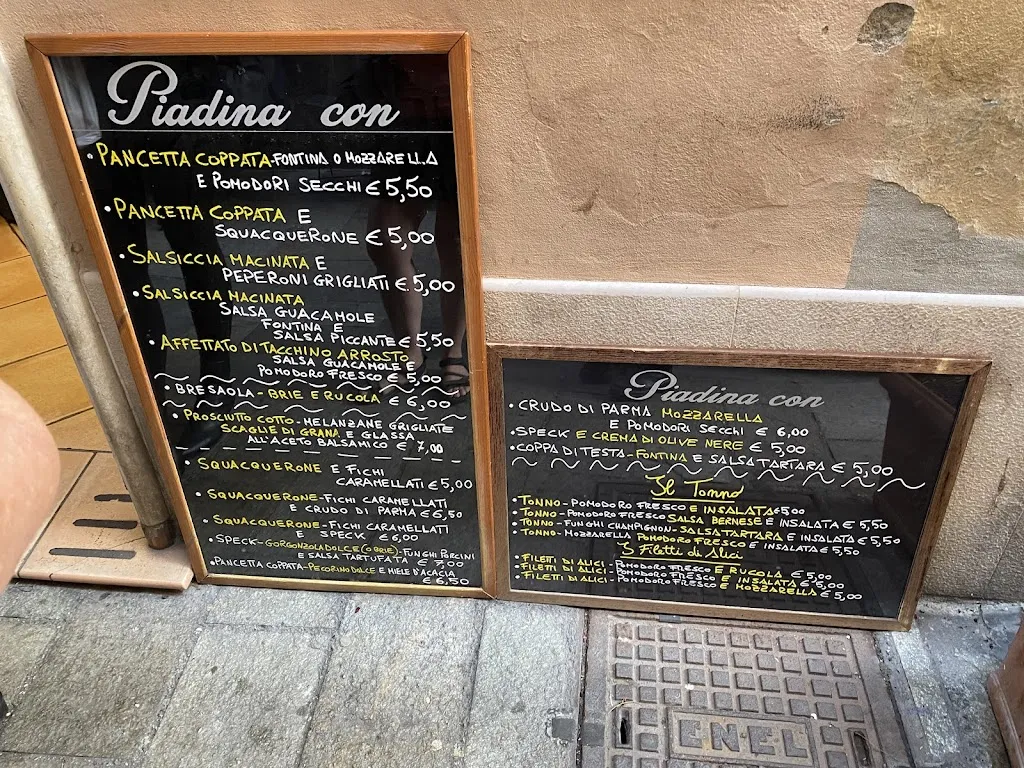 Piadina con
• PANCETTA COPPATA-FONTINA O MOZZARELLA
E POMODORI SECCHI € 5,50
• PANCETTA COPPATA E
SQUACQUERONE € 5,00
• SALSICCIA MACINATA E
PEPERONI GRIGLIATI €. 5,00
• SALSICCIA MACINATA
SALSA GUACAMOLE
FONTINA E
SALSA PICCANTE € 5,50
• AFFETTATO DI TACCHINO ARROSTO
SALSA GUACAMOLE E
POMODORO FRESCO € 5,00
• BRESAOLA - BRIE E RUCOLA € 6,00
• PROSCIUTTO COTTO - MELANZANE GRIGLIATE
SCAGLIE DI GRANA E GLASSA
ALL'ACETO BALSAMICO € 7,00
• SQUACQUERONE E FICHI
CARAMELLATI € 5,00
• SQUACQUERONE - FICHI CARAMELLATI
E CRUDO DI PARMA € 6,50
• SQUACQUERONE - FICHI CARAMELLATI
E SPECK € 6,00
• SPECK - GORGONZOLA DOLCE (O BRIE) - FUNGHI PORCINI
E SALSA TARTUFATA € 7,00
• PANCETTA COPPATA - PECORINO DOLCE E MIELE D'ACACIA
€ 6,50
Piadina con
• CRUDO DI PARMA MOZZARELLA
E POMODORI SECCHI € 6,00
• SPECK E CREMA DI OLIVE NERE € 5,00
• COPPA DI TESTA - FONTINA E SALSA TARTARA € 5,00
Il Tonno
• TONNO - POMODORO FRESCO E INSALATA € 5,00
• TONNO - POMODORO FRESCO SALSA BERNESE E INSALATA € 5,50
• TONNO - FUNGHI CHAMPIGNON - SALSA TARTARA E INSALATA € 5,50
• TONNO - MOZZARELLA POMODORO FRESCO E INSALATA € 5,50
I Filetti di Alici
• FILETTI DI ALICI - POMODORO FRESCO E RUCOLA € 5,00
• FILETTI DI ALICI - POMODORO FRESCO E INSALATA € 5,00
• FILETTI DI ALICI - POMODORO FRESCO E MOZZARELLA € 5,00
ENEL